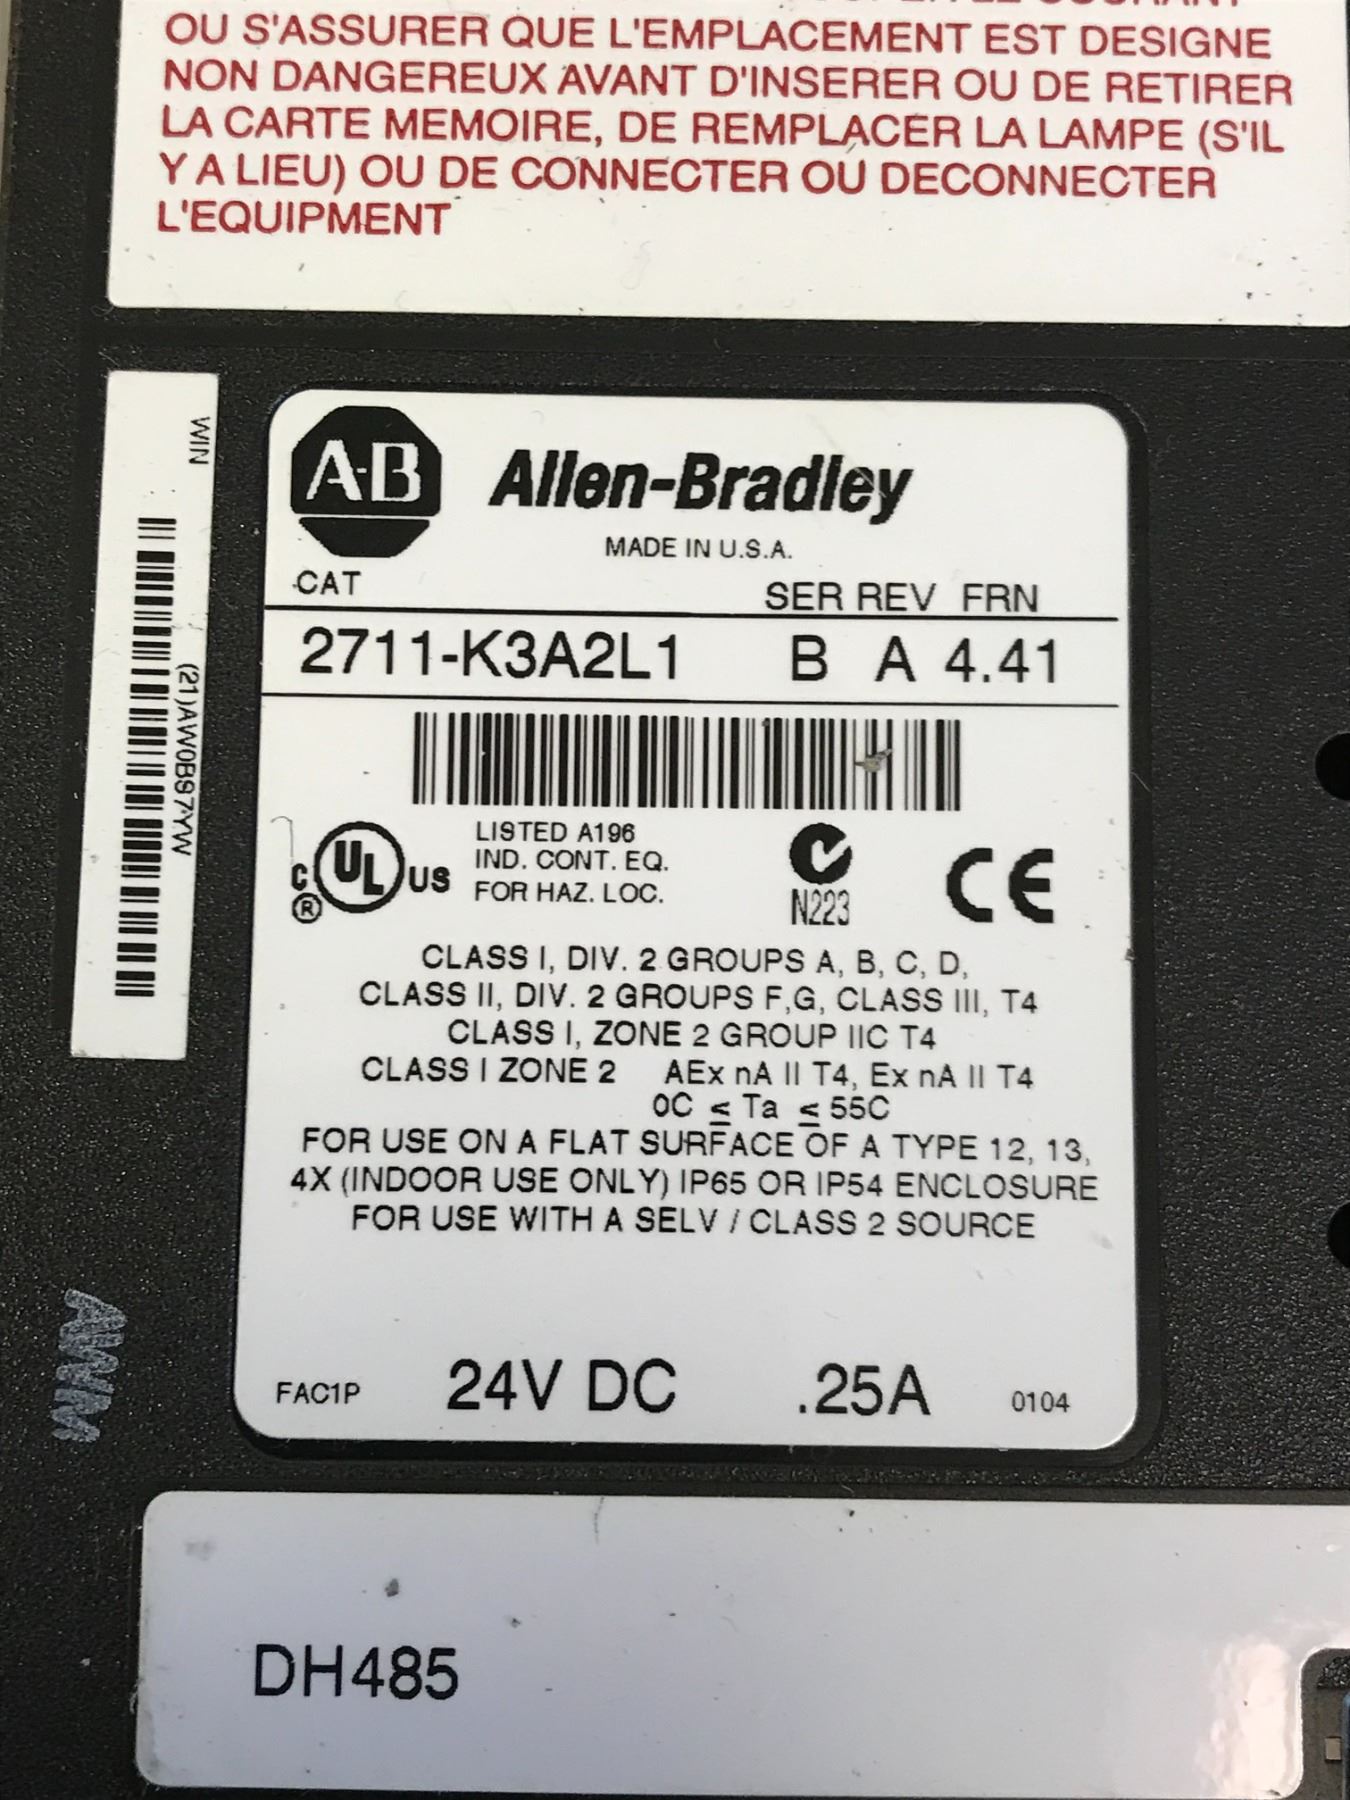 OU S'ASSURER QUE L'EMPLACEMENT EST DESIGNE
NON DANGEREUX AVANT D'INSERER OU DE RETIRER
LA CARTE MEMOIRE, DE REMPLACER LA LAMPE (S'IL
Y A LIEU) OU DE CONNECTER OU DECONNECTER
L'EQUIPMENT
WIN
(21)AW0BS7YW
A-B
Allen-Bradley
MADE IN U.S.A.
CAT SER REV FRN
2711-K3A2L1 B A 4.41
C UL US
®
LISTED A196
IND. CONT. EQ.
FOR HAZ. LOC.
N223
CE
CLASS I, DIV. 2 GROUPS A, B, C, D,
CLASS II, DIV. 2 GROUPS F,G, CLASS III, T4
CLASS I, ZONE 2 GROUP IIC T4
CLASS I ZONE 2 AEx nA II T4, Ex nA II T4
0C ≤ Ta ≤ 55C
FOR USE ON A FLAT SURFACE OF A TYPE 12, 13,
4X (INDOOR USE ONLY) IP65 OR IP54 ENCLOSURE
FOR USE WITH A SELV / CLASS 2 SOURCE
FAC1P 24V DC .25A 0104
AWM
DH485